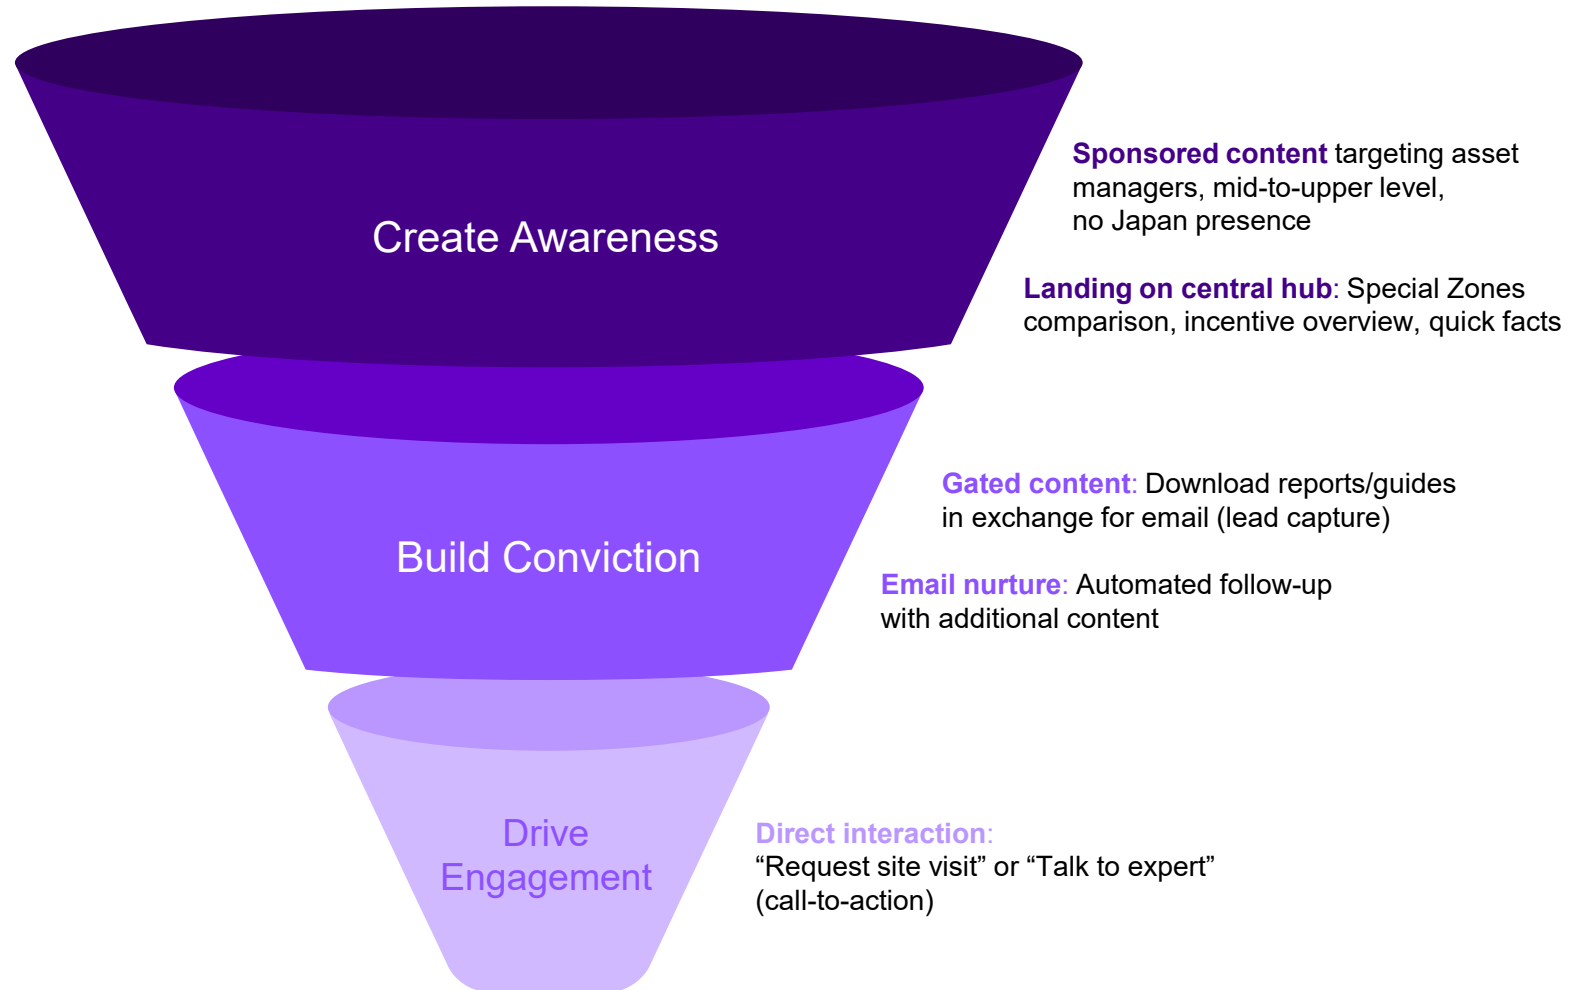 Create Awareness
Sponsored content targeting asset
managers, mid-to-upper level,
no Japan presence
Landing on central hub: Special Zones
comparison, incentive overview, quick facts
Build Conviction
Gated content: Download reports/guides
in exchange for email (lead capture)
Email nurture: Automated follow-up
with additional content
Drive
Engagement
Direct interaction:
“Request site visit” or “Talk to expert”
(call-to-action)